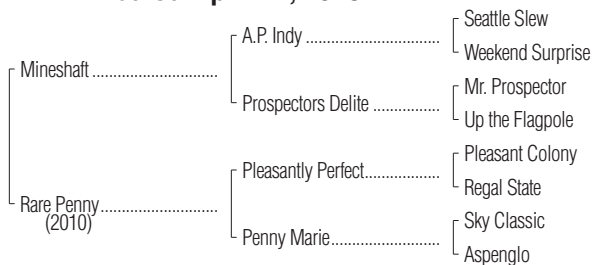 Seattle Slew
A.P. Indy
Weekend Surprise
Mineshaft
Mr. Prospector
Prospectors Delite
Up the Flagpole
Pleasant Colony
Pleasantly Perfect
Regal State
Rare Penny
(2010)
Sky Classic
Penny Marie
Aspenglo